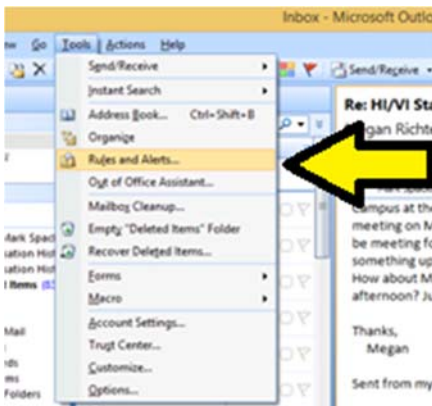 Inbox - Microsoft Outlo
Go Tools Actions Help
Send/Receive
Send/Receive
Instant Search
Address Book... Ctrl+Shift+B
Organize
Rules and Alerts...
Out of Office Assistant...
Mailbox Cleanup...
Empty "Deleted Items" Folder
Recover Deleted Items...
Forms
Macro
Account Settings...
Trust Center...
Customize...
Options...
Mark Spac
Mail
Folders
Re: HI/VI Sta
gan Richte
campus at the
meeting on M
be meeting fo
something up
How about M
afternoon? Ju
Thanks,
Megan
Sent from my